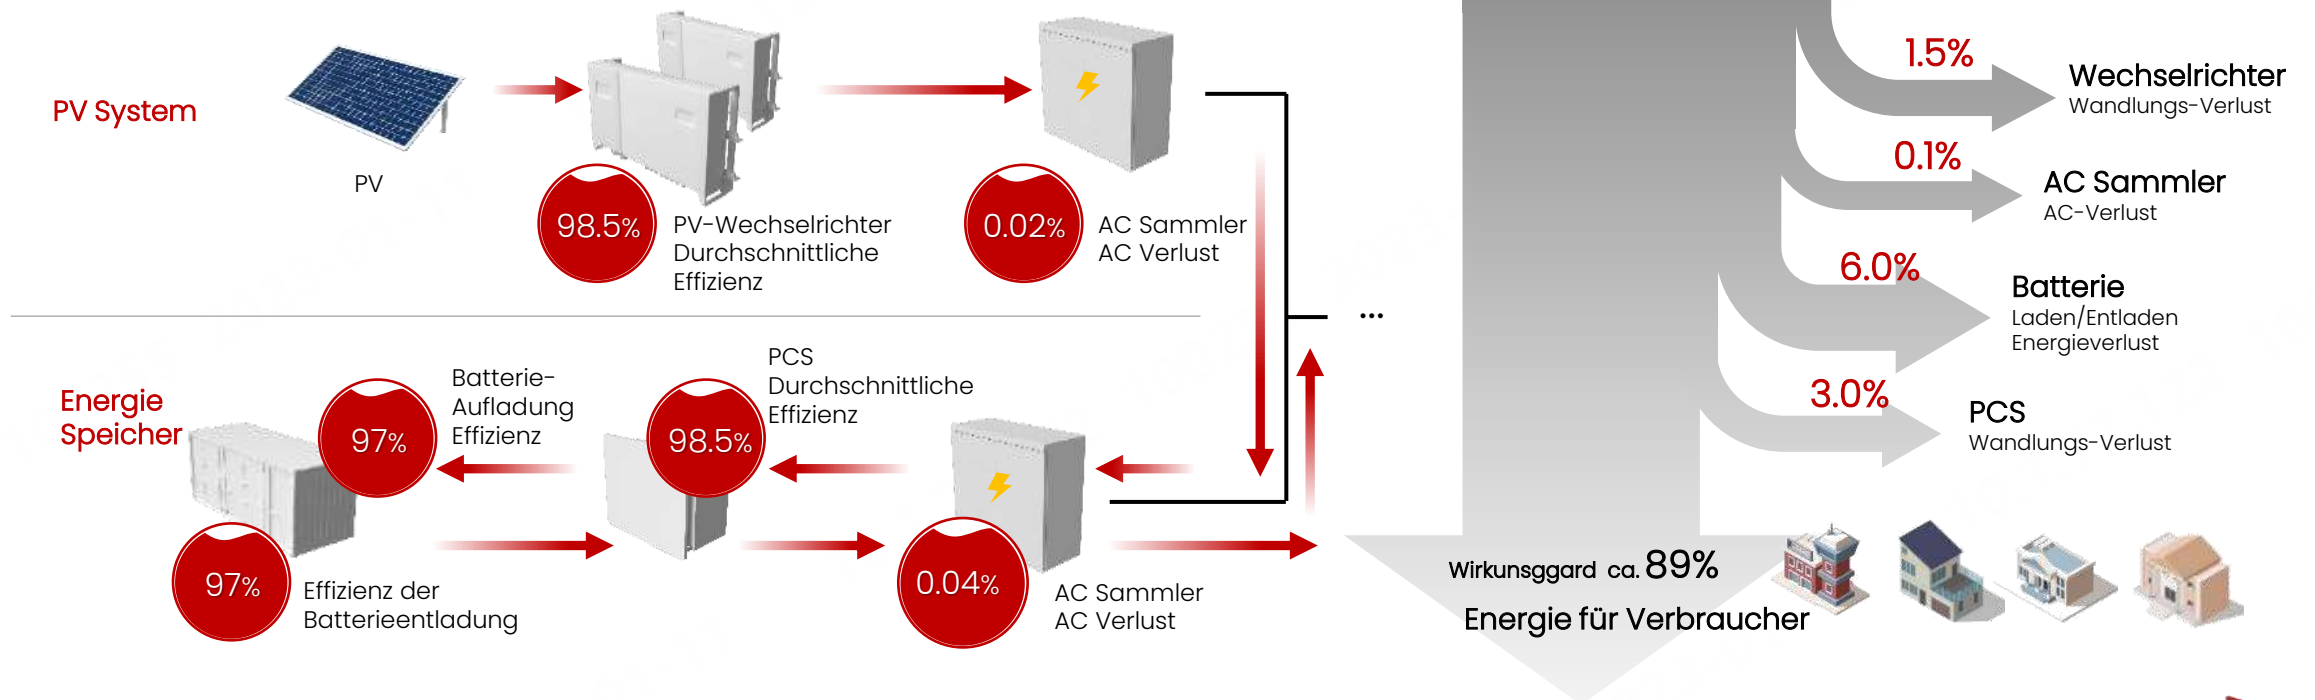 PV System
PV
98.5%
PV-Wechselrichter
Durchschnittliche
Effizienz
0.02%
AC Sammler
AC Verlust
...
Energie
Speicher
97%
Batterie-
Aufladung
Effizienz
98.5%
PCS
Durchschnittliche
Effizienz
97%
Effizienz der
Batterieentladung
0.04%
AC Sammler
AC Verlust
1.5%
Wechselrichter
Wandlungs-Verlust
0.1%
AC Sammler
AC-Verlust
6.0%
Batterie
Laden/Entladen
Energieverlust
3.0%
PCS
Wandlungs-Verlust
Wirkunsggard ca. 89%
Energie für Verbraucher